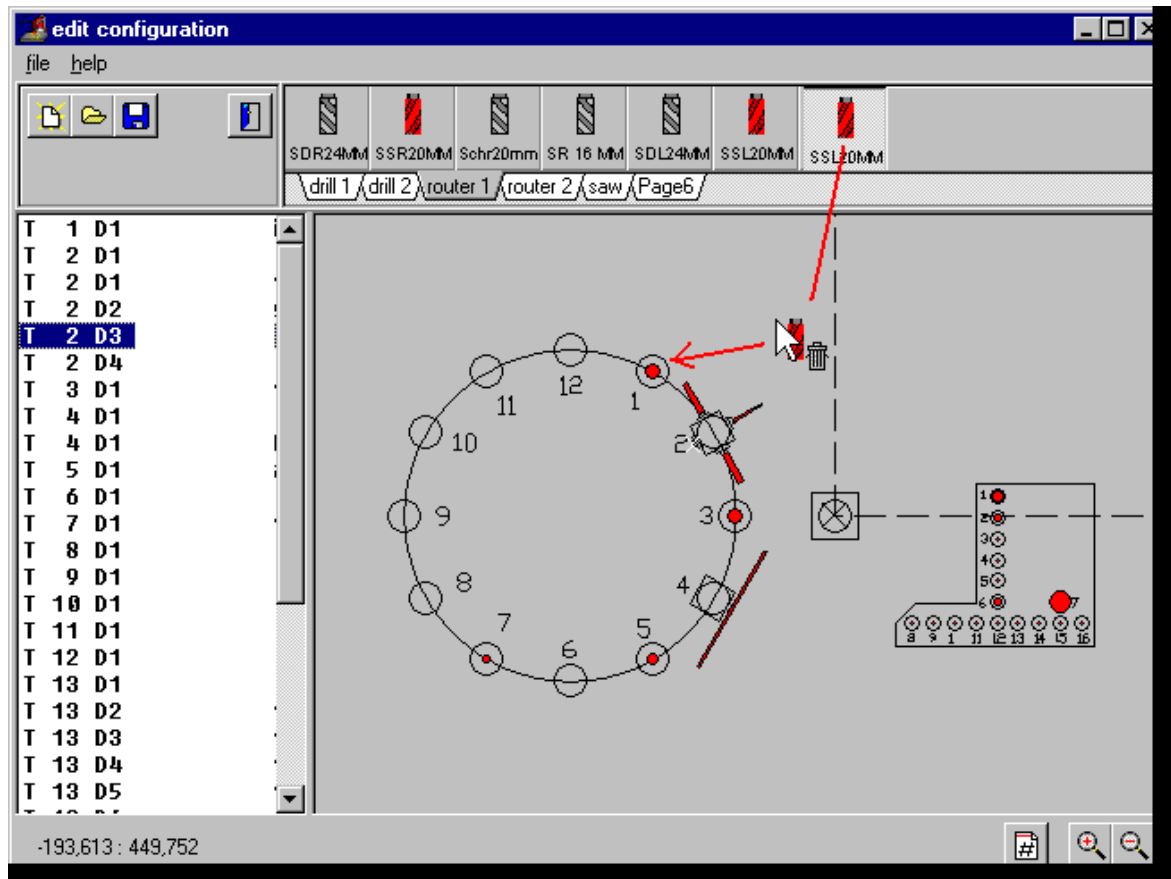 edit configuration
file help
SDR24MM SSR20MM Schr20mm SR 16 MM SDL24MM SSL20MM SSL20MM
drill 1 drill 2 router 1 router 2 saw Page6
T 1 D1
T 2 D1
T 2 D1
T 2 D2
T 2 D3
T 2 D4
T 3 D1
T 4 D1
T 4 D1
T 5 D1
T 6 D1
T 7 D1
T 8 D1
T 9 D1
T 10 D1
T 11 D1
T 12 D1
T 13 D1
T 13 D2
T 13 D3
T 13 D4
T 13 D5
12
11
1
10
2
9
3
8
4
7
5
6
1
2
3
4
5
6 7
8 9 1 11 12 13 14 15 16
-193,613 : 449,752
#